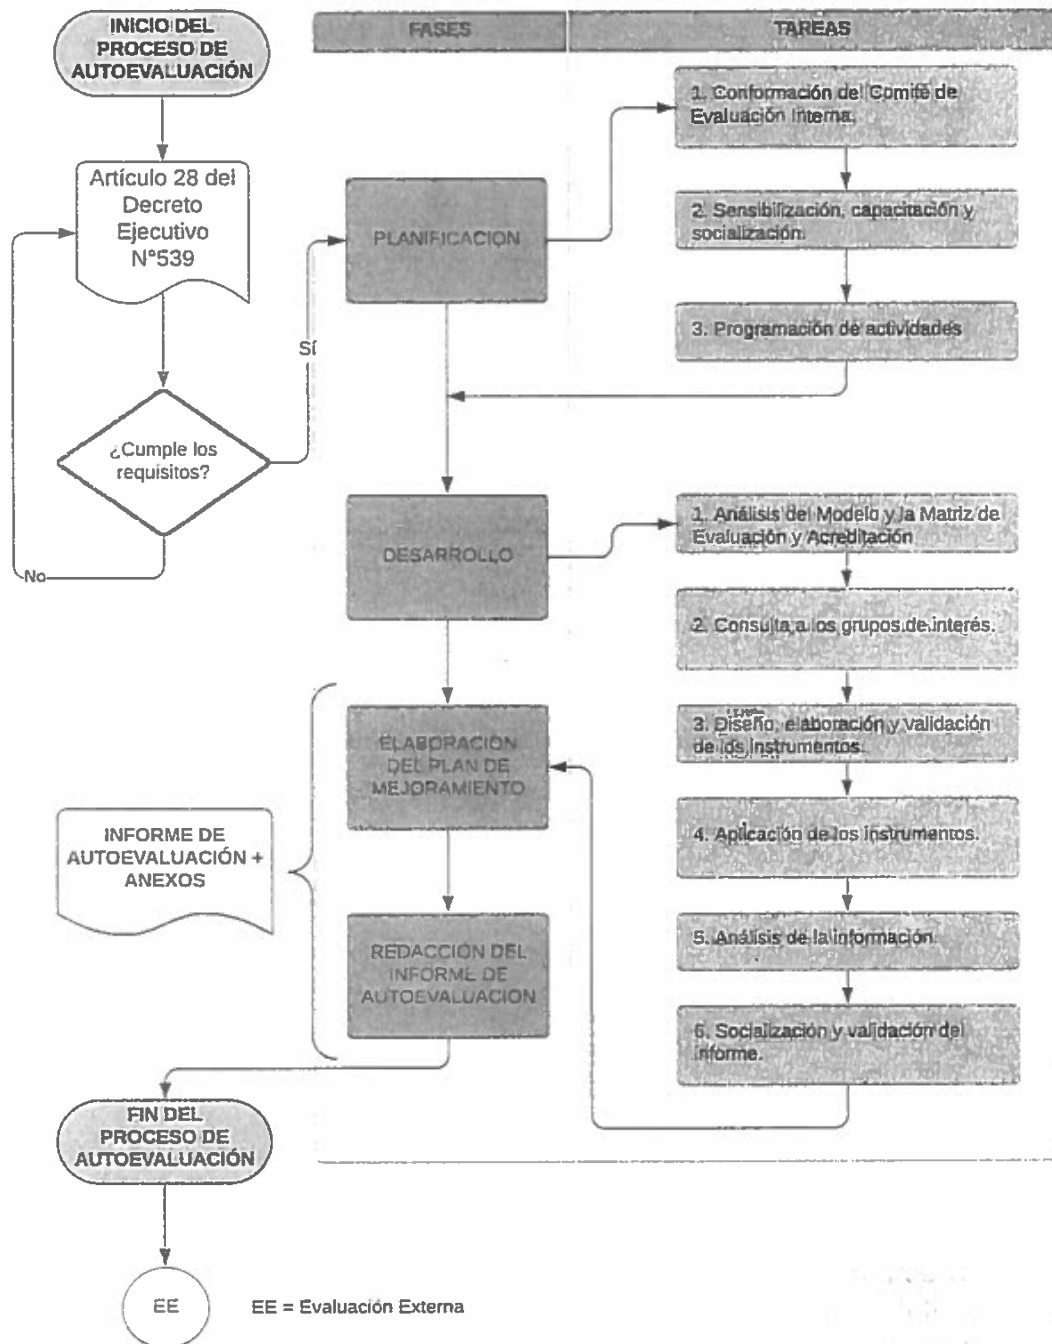 INICIO DEL
PROCESO DE
AUTOEVALUACIÓN
FASES
TAREAS
Artículo 28 del
Decreto
Ejecutivo
N°539
¿Cumple los
requisitos?
Sí
No
PLANIFICACION
1. Conformación del Comité de
Evaluación Interna.
2. Sensibilización, capacitación y
socialización.
3. Programación de actividades
DESARROLLO
1. Análisis del Modelo y la Matriz de
Evaluación y Acreditación
2. Consulta a los grupos de interés.
3. Diseño, elaboración y validación
de los instrumentos.
4. Aplicación de los instrumentos.
5. Análisis de la información.
6. Socialización y validación del
informe.
ELABORACIÓN
DEL PLAN DE
MEJORAMIENTO
REDACCIÓN DEL
INFORME DE
AUTOEVALUACION
INFORME DE
AUTOEVALUACIÓN +
ANEXOS
FIN DEL
PROCESO DE
AUTOEVALUACIÓN
EE
EE = Evaluación Externa